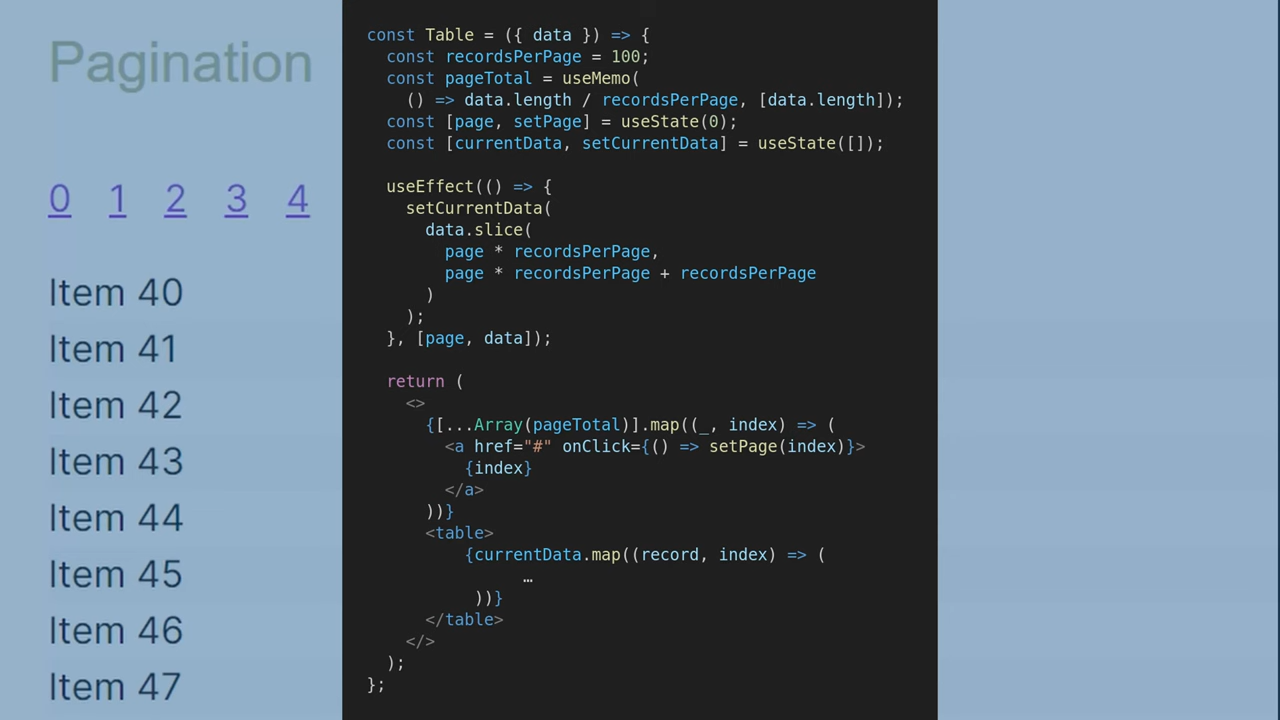 Pagination
0 1 2 3 4
Item 40
Item 41
Item 42
Item 43
Item 44
Item 45
Item 46
Item 47
const Table = ({ data }) => {
  const recordsPerPage = 100;
  const pageTotal = useMemo(
    () => data.length / recordsPerPage, [data.length]);
  const [page, setPage] = useState(0);
  const [currentData, setCurrentData] = useState([]);

  useEffect(() => {
    setCurrentData(
      data.slice(
        page * recordsPerPage,
        page * recordsPerPage + recordsPerPage
      )
    );
  }, [page, data]);

  return (
    <>
      {[...Array(pageTotal)].map((_, index) => (
        <a href="#" onClick={() => setPage(index)}>
          {index}
        </a>
      ))}
      <table>
          {currentData.map((record, index) => (
                …
           ))}
      </table>
    </>
  );
};